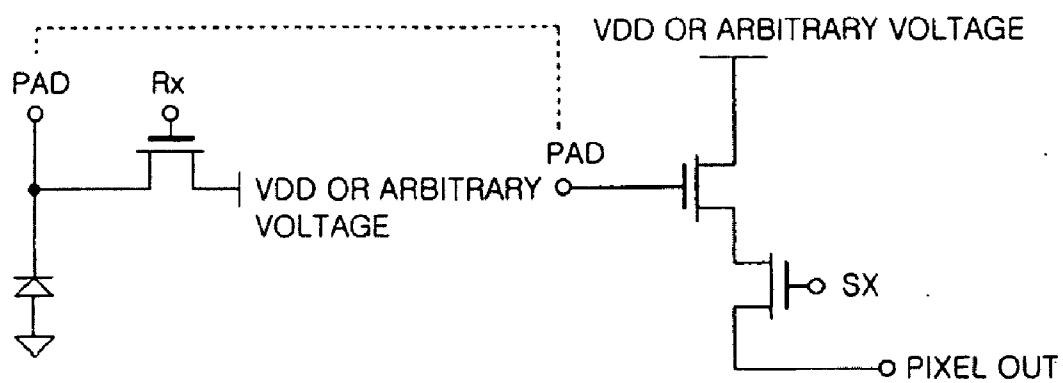 VDD OR ARBITRARY VOLTAGE
PAD
Rx
PAD
VDD OR ARBITRARY
VOLTAGE
SX
PIXEL OUT